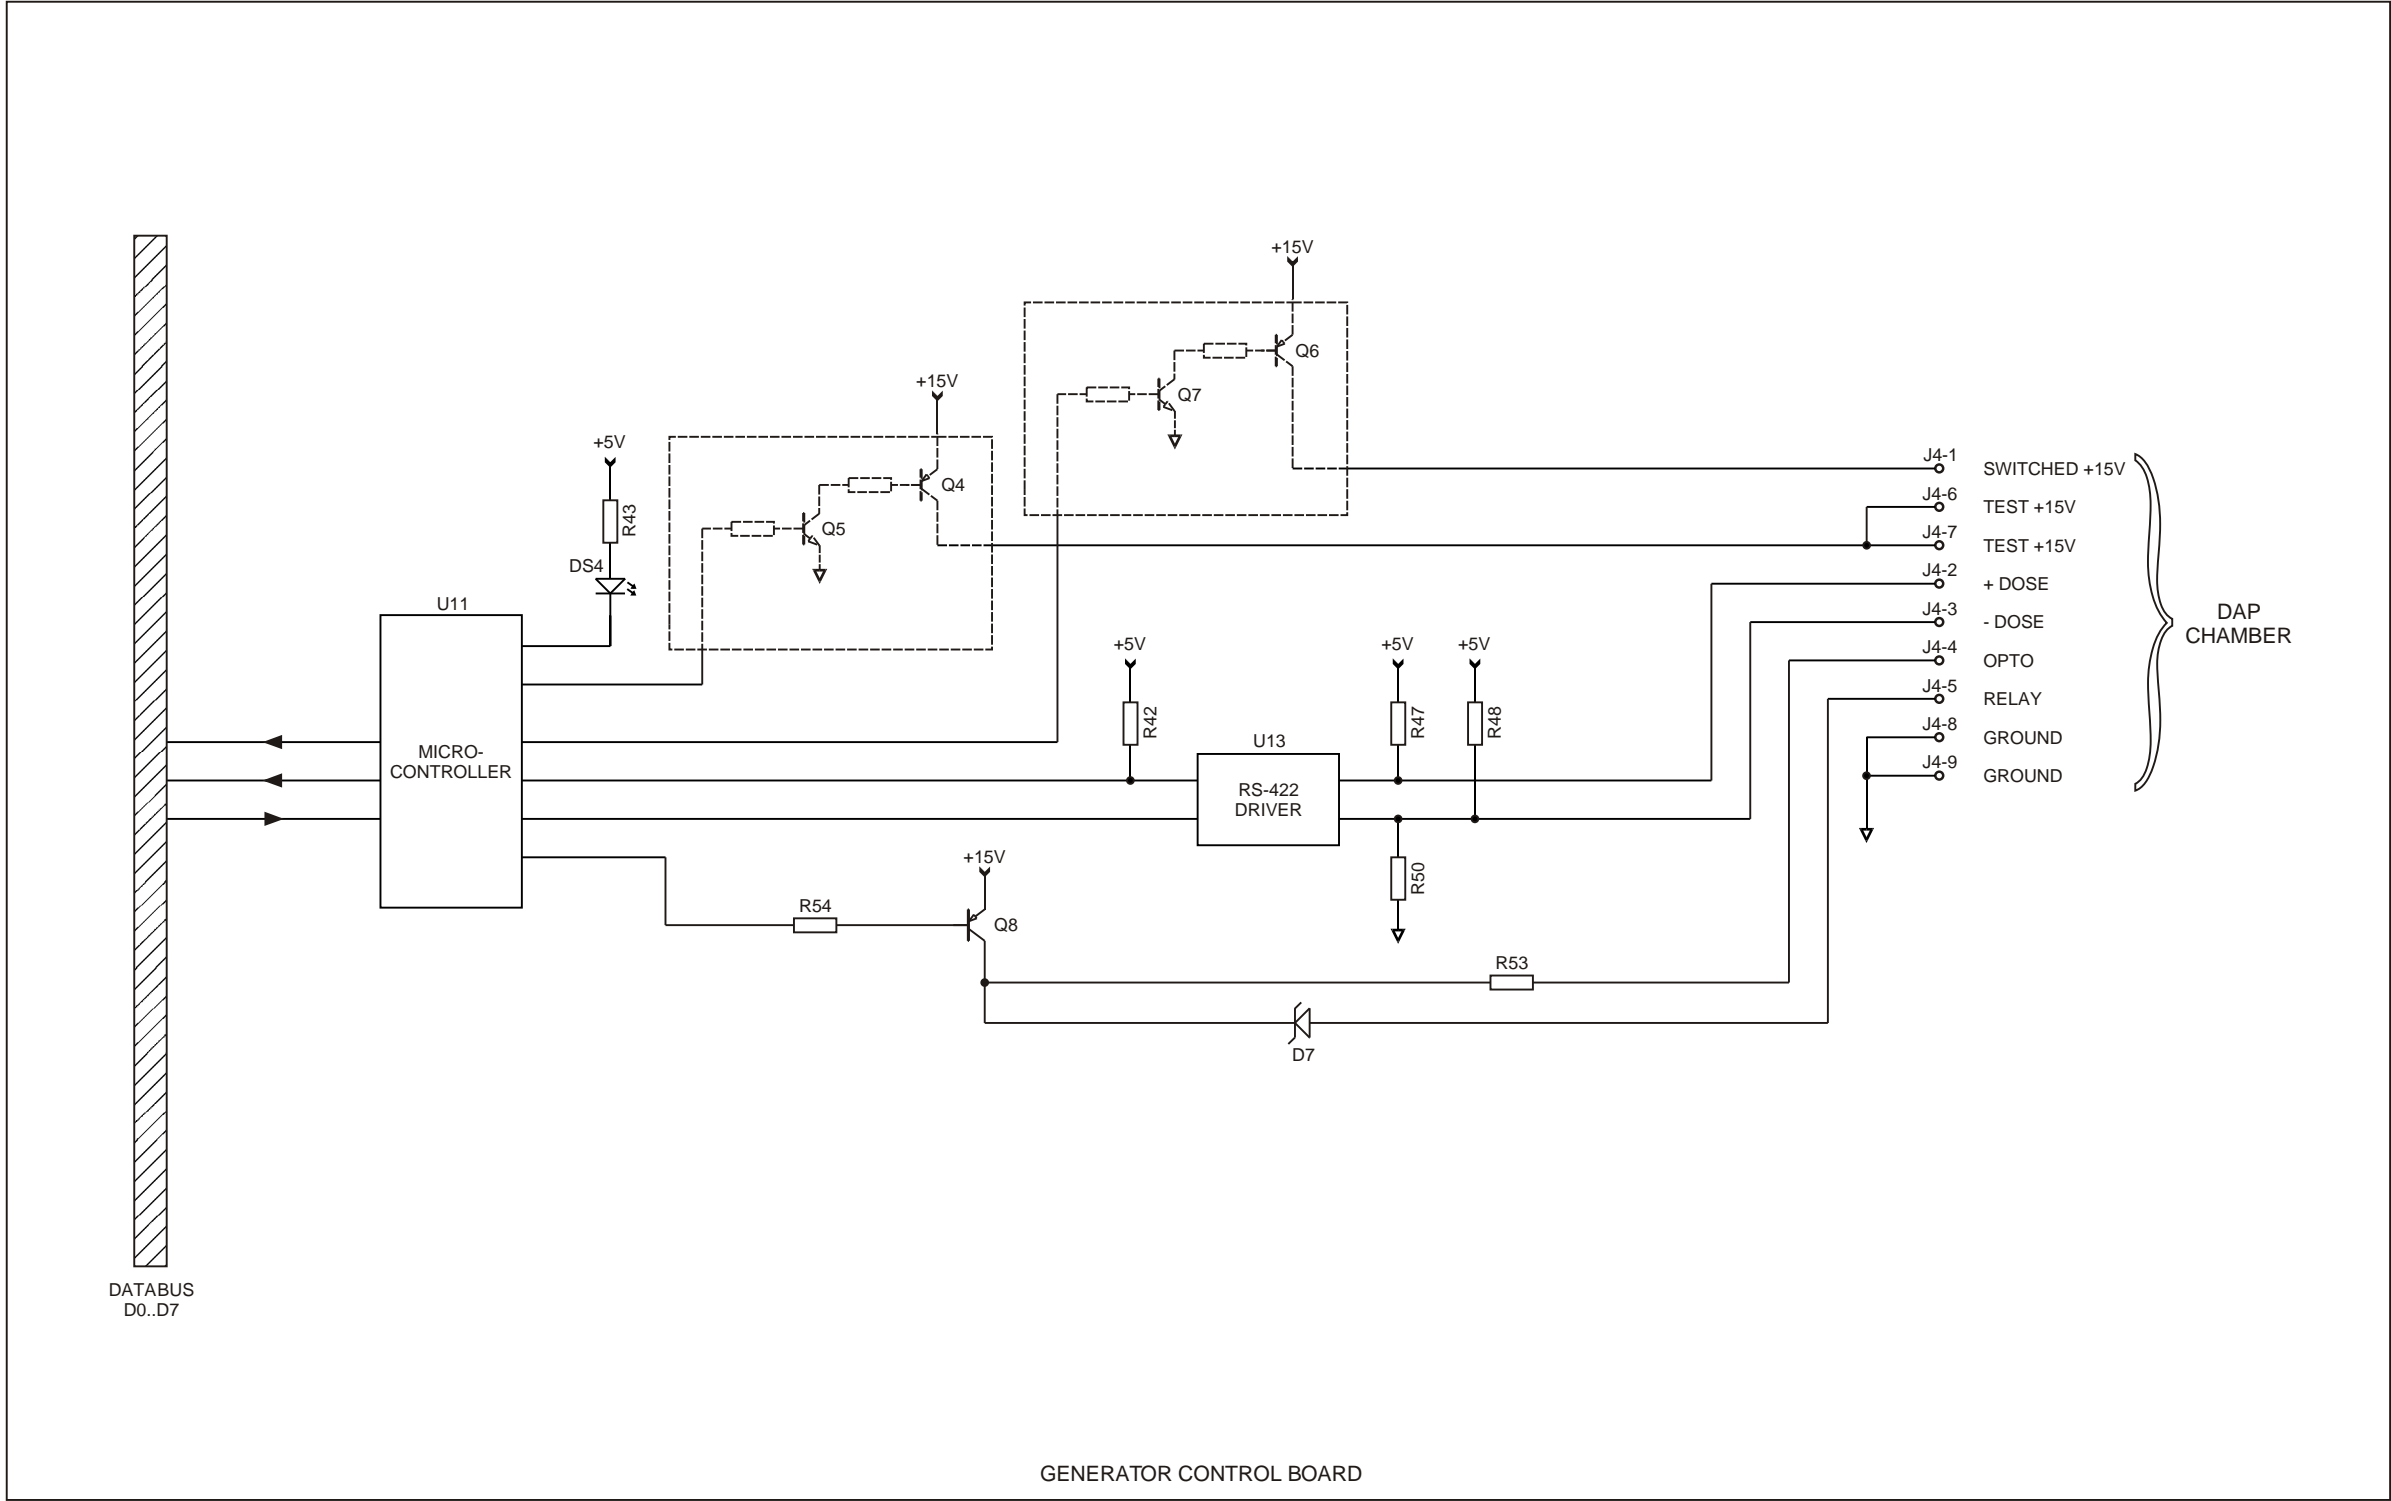 +15V
Q6
Q7
+15V
Q4
Q5
+5V
R43
DS4
U11
MICRO-
CONTROLLER
+5V
R42
U13
RS-422
DRIVER
+5V
R47
+5V
R48
R50
+15V
R54
Q8
R53
D7
J4-1 SWITCHED +15V
J4-6 TEST +15V
J4-7 TEST +15V
J4-2 + DOSE
J4-3 - DOSE
J4-4 OPTO
J4-5 RELAY
J4-8 GROUND
J4-9 GROUND
DAP
CHAMBER
DATABUS
D0..D7
GENERATOR CONTROL BOARD